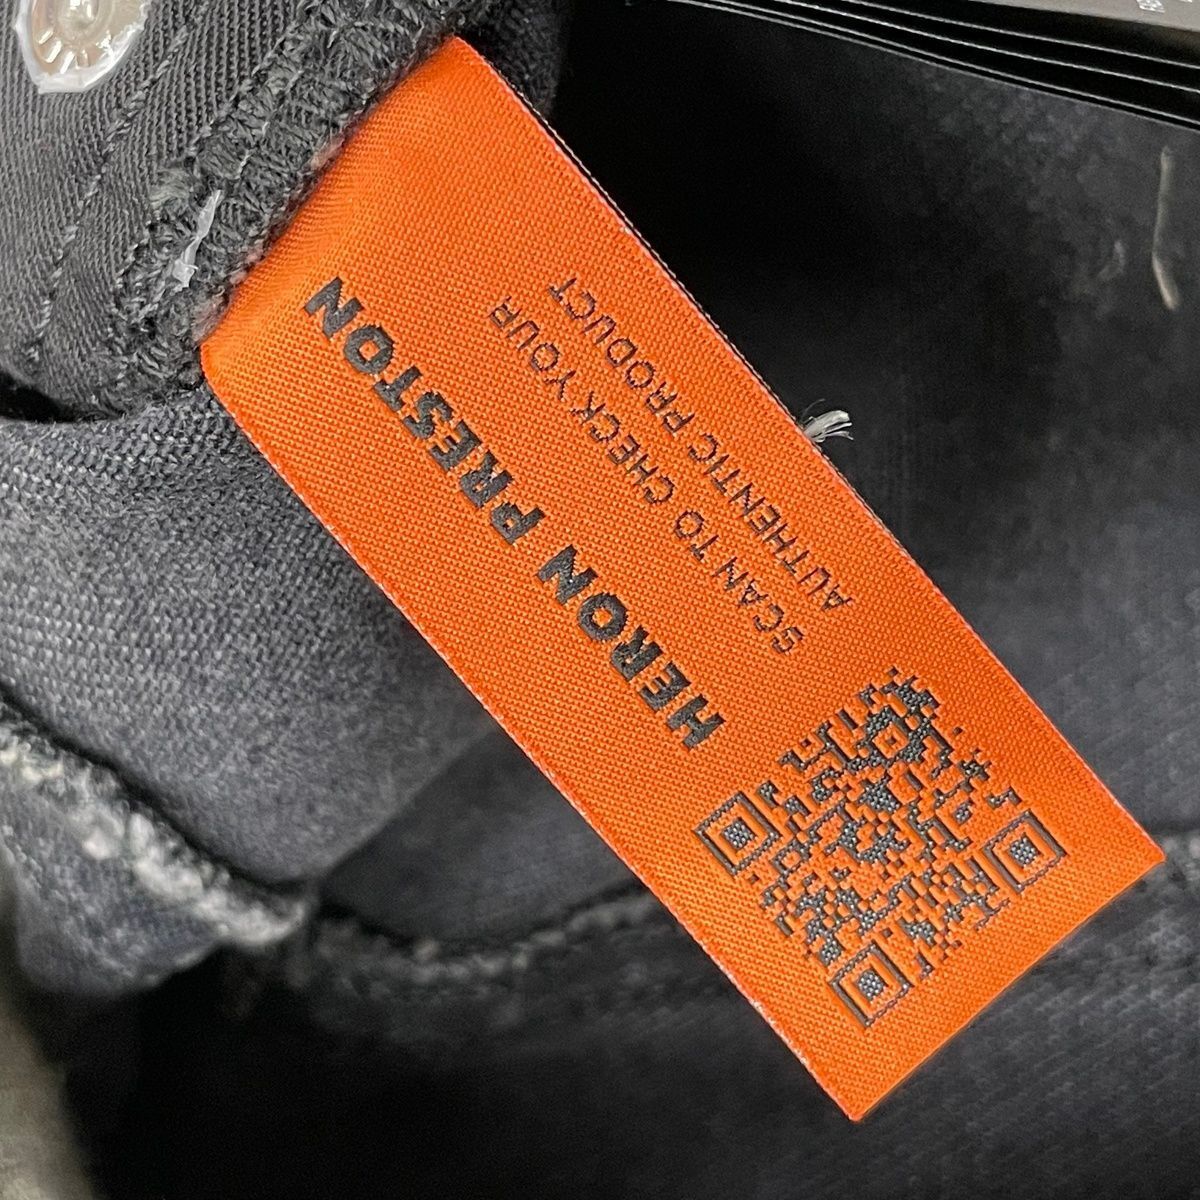 HERON PRESTON
SCAN TO CHECK YOUR
AUTHENTIC PRODUCT